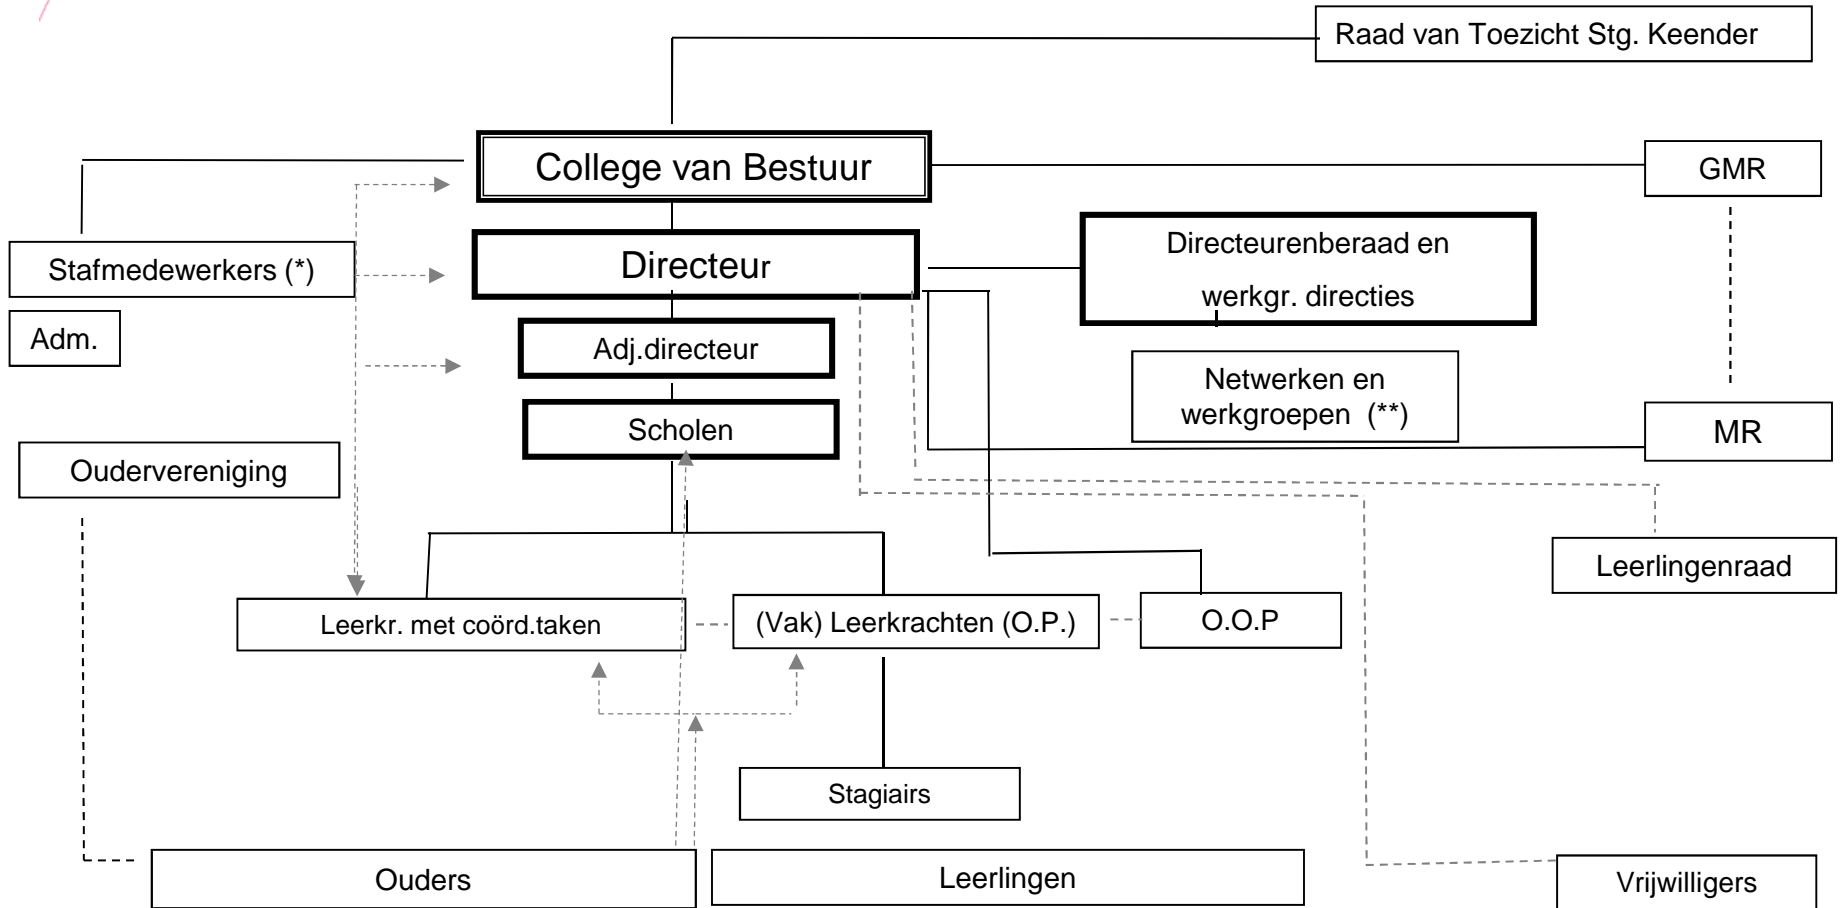 Raad van Toezicht Stg. Keender
College van Bestuur
GMR
Stafmedewerkers (*)
Directeur
Directeurenberaad en
werkgr. directies
Adm.
Adj.directeur
Netwerken en
werkgroepen (**)
Scholen
MR
Oudervereniging
Leerlingenraad
Leerkr. met coörd.taken
(Vak) Leerkrachten (O.P.)
O.O.P
Stagiairs
Ouders
Leerlingen
Vrijwilligers